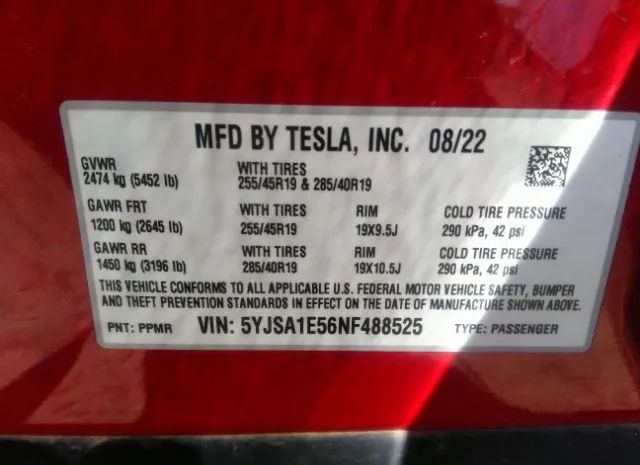 MFD BY TESLA, INC. 08/22
GVWR
2474 kg (5452 lb)
WITH TIRES
255/45R19 & 285/40R19
GAWR FRT
1200 kg (2645 lb)
WITH TIRES
255/45R19
RIM
19X9.5J
COLD TIRE PRESSURE
290 kPa, 42 psi
GAWR RR
1450 kg (3196 lb)
WITH TIRES
285/40R19
RIM
19X10.5J
COLD TIRE PRESSURE
290 kPa, 42 psi
THIS VEHICLE CONFORMS TO ALL APPLICABLE U.S. FEDERAL MOTOR VEHICLE SAFETY, BUMPER
AND THEFT PREVENTION STANDARDS IN EFFECT ON THE DATE OF MANUFACTURE SHOWN ABOVE.
PNT: PPMR VIN: 5YJSA1E56NF488525 TYPE: PASSENGER